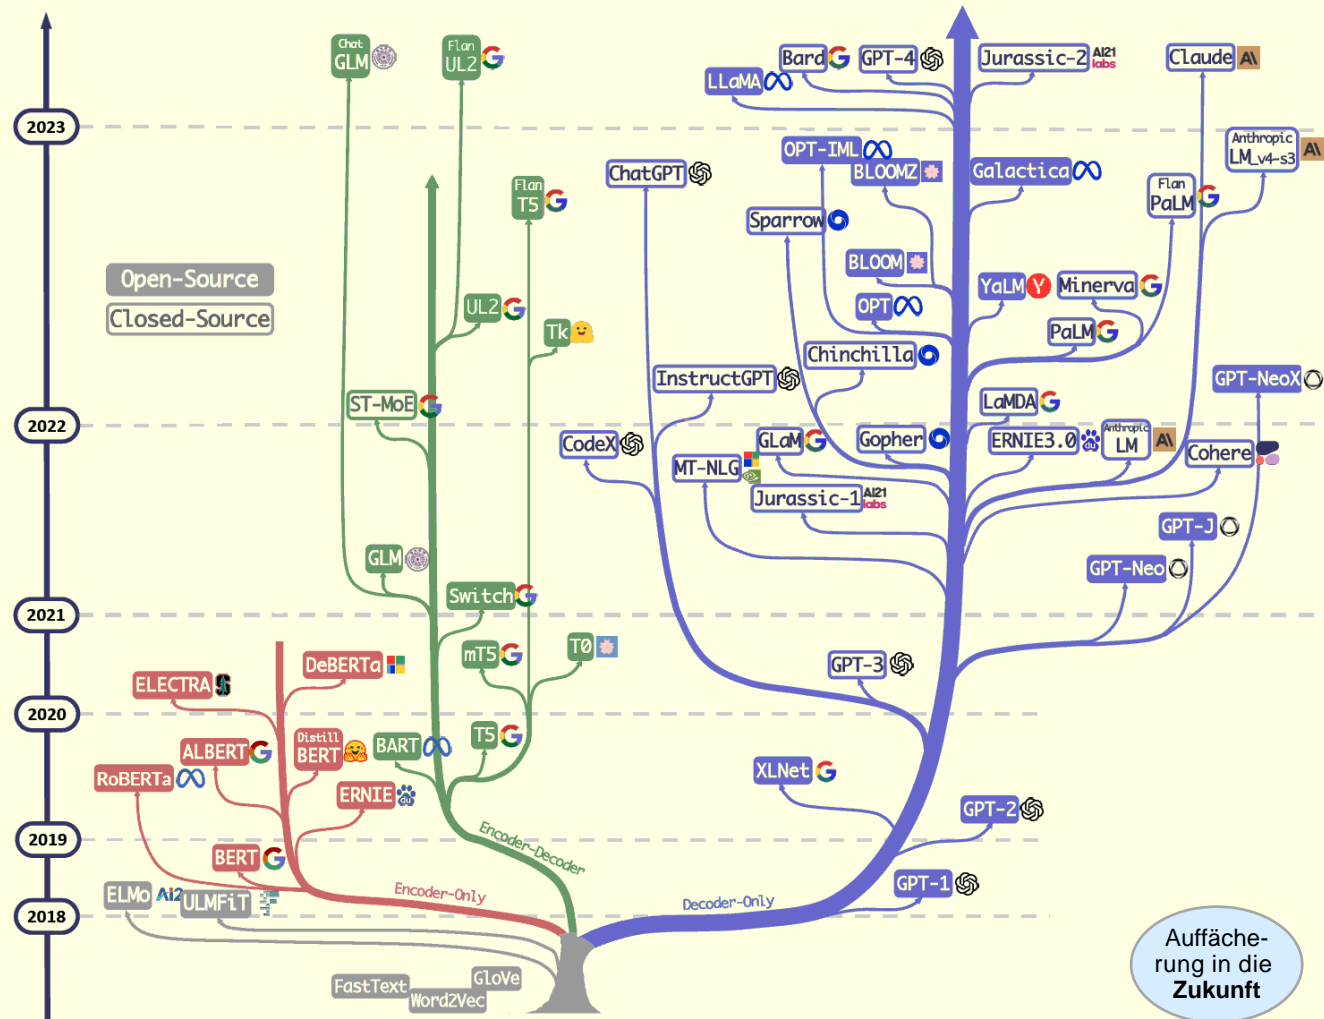 Chat
GLM
Flan
UL2
Bard
GPT-4
Jurassic-2
AI21
labs
Claude
AI
LLaMA
2023
Anthropic
LM_v4-s3
AI
OPT-IML
BLOOMZ
ChatGPT
Galactica
Flan
T5
Flan
PaLM
Sparrow
BLOOM
Open-Source
Closed-Source
YaLM
Y
Minerva
UL2
OPT
Tk
PaLM
Chinchilla
InstructGPT
GPT-NeoX
ST-MoE
LaMDA
2022
CodeX
GLaM
Gopher
ERNIE3.0
du
Anthropic
LM
AI
Cohere
MT-NLG
Jurassic-1
AI21
labs
GPT-J
GLM
GPT-Neo
Switch
2021
DeBERTa
mT5
T0
GPT-3
ELECTRA
2020
ALBERT
Distill
BERT
BART
T5
RoBERTa
XLNet
ERNIE
du
GPT-2
2019
Encoder-Decoder
BERT
ELMo
Ai2
ULMFiT
Encoder-Only
Decoder-Only
GPT-1
2018
FastText
Word2Vec
GloVe
Auffäche-
rung in die
Zukunft